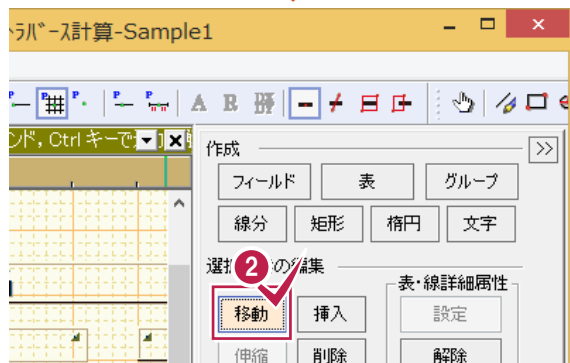 ﾗﾊﾞｰｽ計算-Sample1
A R
ﾝﾄﾞ, Ctrl ｷｰで
作成
>>
フィールド 表 グループ
線分 矩形 楕円 文字
2
の編集
表・線詳細属性
移動 挿入 設定
伸縮 削除 解除